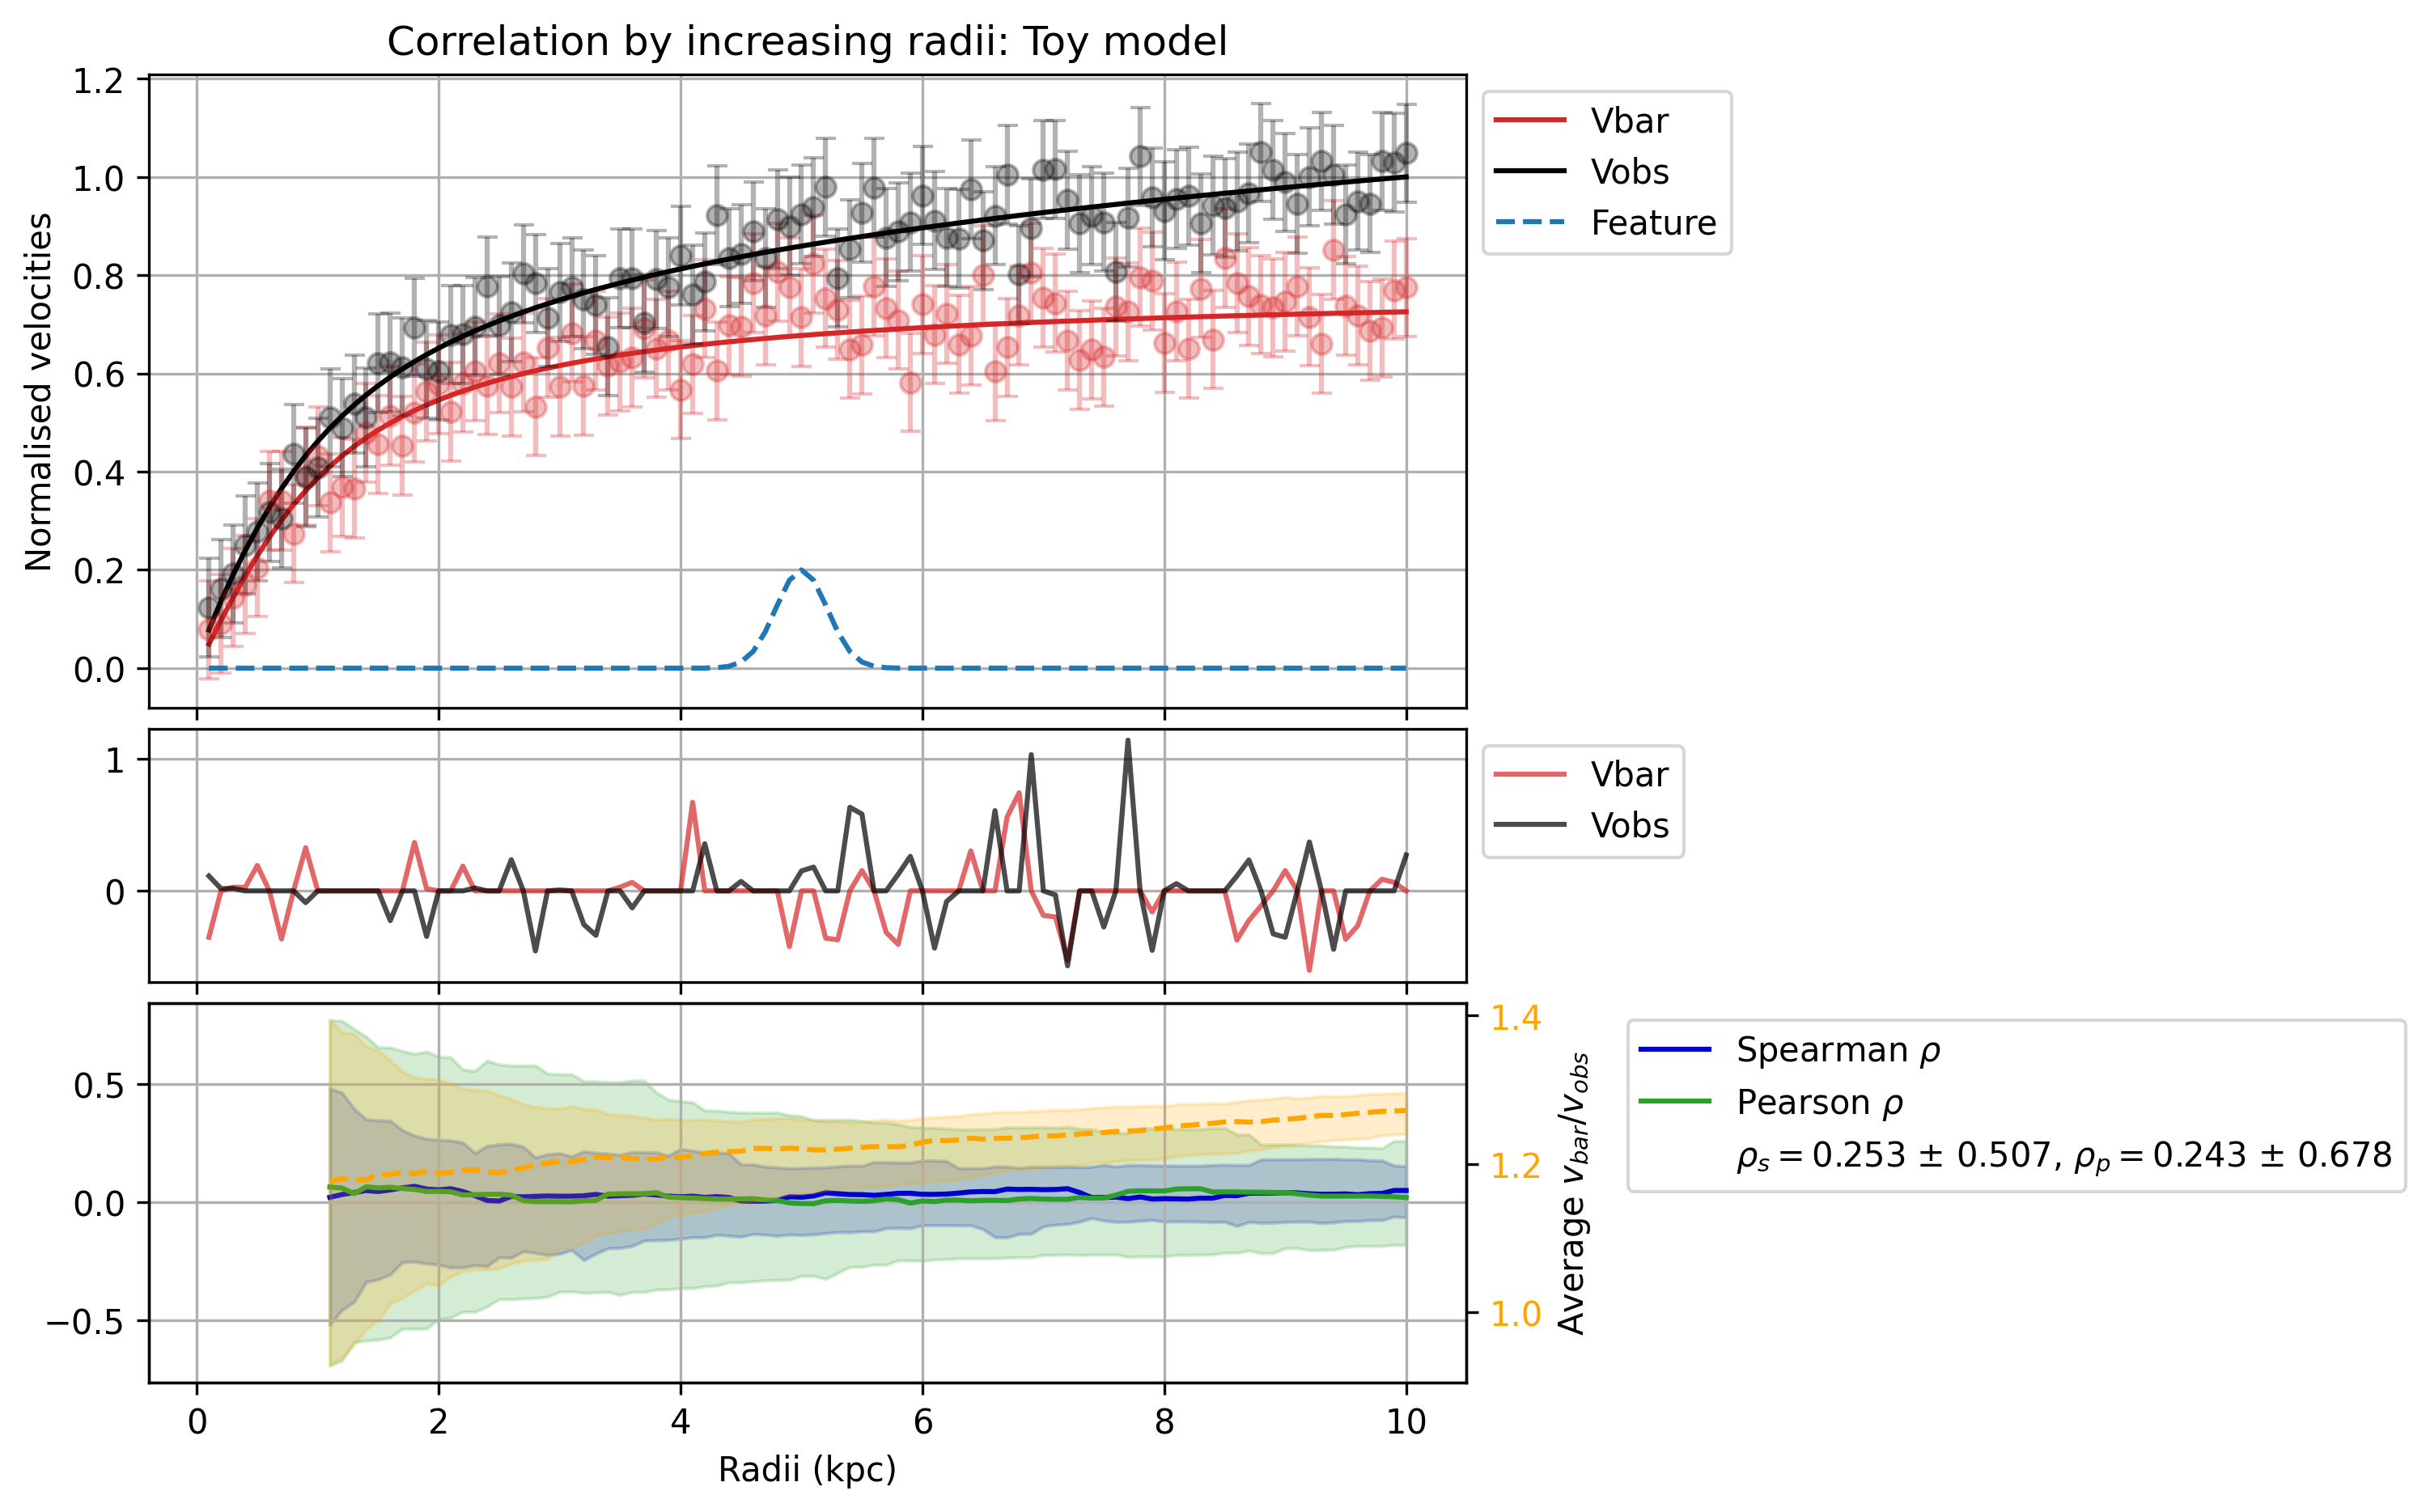 Correlation by increasing radii: Toy model
Normalised velocities
1.2
1.0
0.8
0.6
0.4
0.2
0.0
Vbar
Vobs
Feature
1
0
Vbar
Vobs
0.5
0.0
−0.5
1.4
1.2
1.0
Average v_bar/v_obs
Spearman ρ
Pearson ρ
ρ_s = 0.253 ± 0.507, ρ_p = 0.243 ± 0.678
0 2 4 6 8 10
Radii (kpc)